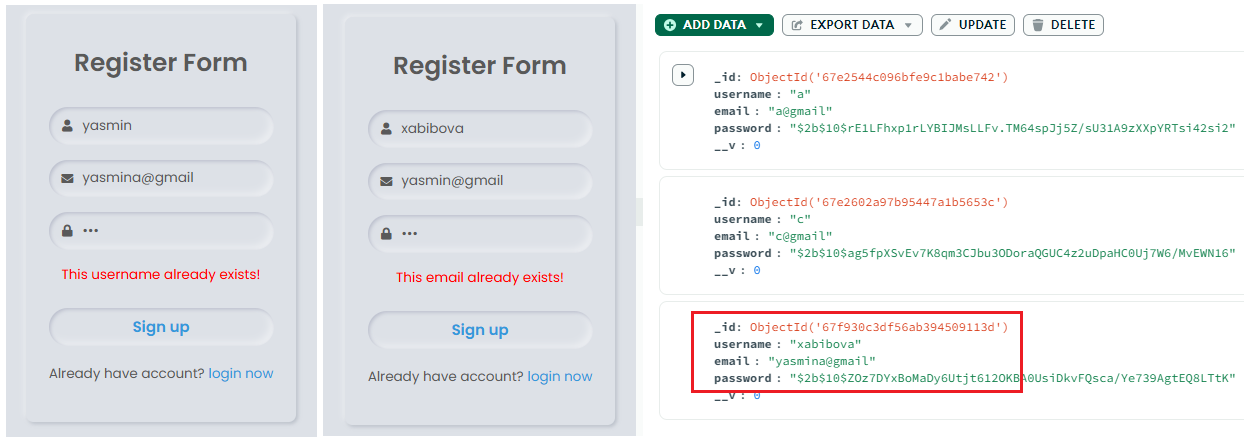 Register Form
yasmin
yasmina@gmail
•••
This username already exists!
Sign up
Already have account? login now
Register Form
xabibova
yasmin@gmail
•••
This email already exists!
Sign up
Already have account? login now
ADD DATA EXPORT DATA UPDATE DELETE
_id: ObjectId('67e2544c096bfe9c1babe742')
username : "a"
email : "a@gmail"
password : "$2b$10$rE1LFhxp1rLYBIJMsLLFv.TM64spJj5Z/sU31A9zXXpYRTsi42si2"
__v : 0
_id: ObjectId('67e2602a97b95447a1b5653c')
username : "c"
email : "c@gmail"
password : "$2b$10$ag5fpXSvEv7K8qm3CJbu3ODoraQGUC4z2uDpaHC0Uj7W6/MvEWN16"
__v : 0
_id: ObjectId('67f930c3df56ab394509113d')
username : "xabibova"
email : "yasmina@gmail"
password : "$2b$10$ZOz7DYxBoMaDy6Utjt612OKBA0UsiDkvFQsca/Ye739AgtEQ8LTtK"
__v : 0